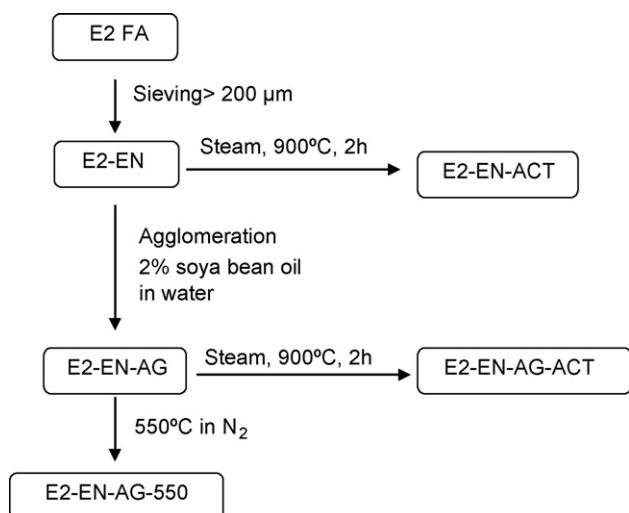 E2 FA
Sieving> 200 µm
E2-EN
Steam, 900ºC, 2h
E2-EN-ACT
Agglomeration
2% soya bean oil
in water
E2-EN-AG
Steam, 900ºC, 2h
E2-EN-AG-ACT
550ºC in N₂
E2-EN-AG-550